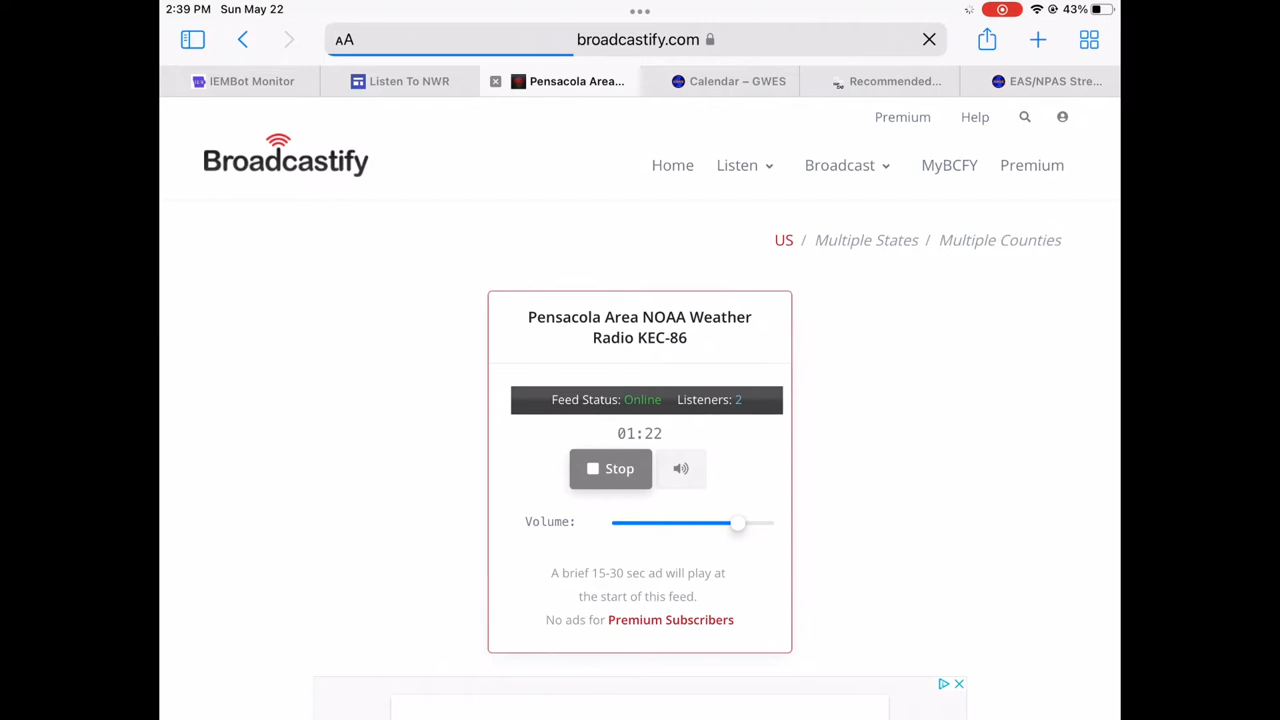 2:39 PM Sun May 22
43%
AA broadcastify.com
IEMBot Monitor
Listen To NWR
Pensacola Area...
Calendar – GWES
Recommended...
EAS/NPAS Stre...
Premium Help
Broadcastify
Home Listen Broadcast MyBCFY Premium
US / Multiple States / Multiple Counties
Pensacola Area NOAA Weather
Radio KEC-86
Feed Status: Online Listeners: 2
01:22
Stop
Volume:
A brief 15-30 sec ad will play at
the start of this feed.
No ads for Premium Subscribers